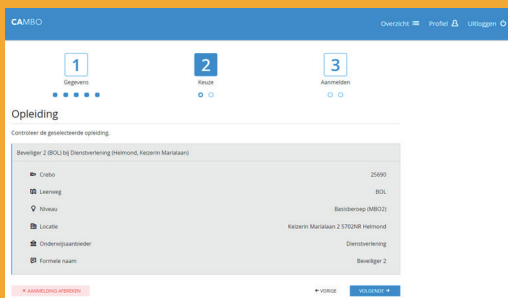 CAMBO
Overzicht Profiel Uitloggen
1 2 3
Gegevens Keuze Aanmelden
Opleiding
Controleer de geselecteerde opleiding.
Beveiliger 2 (BOL) bij Dienstverlening (Helmond, Keizerin Marialaan)
Crebo 25690
Leerweg BOL
Niveau Basisberoep (MBO2)
Locatie Keizerin Marialaan 2 5702NR Helmond
Onderwijsaanbieder Dienstverlening
Formele naam Beveiliger 2
× AANMELDING AFBREKEN ← VORIGE VOLGENDE →